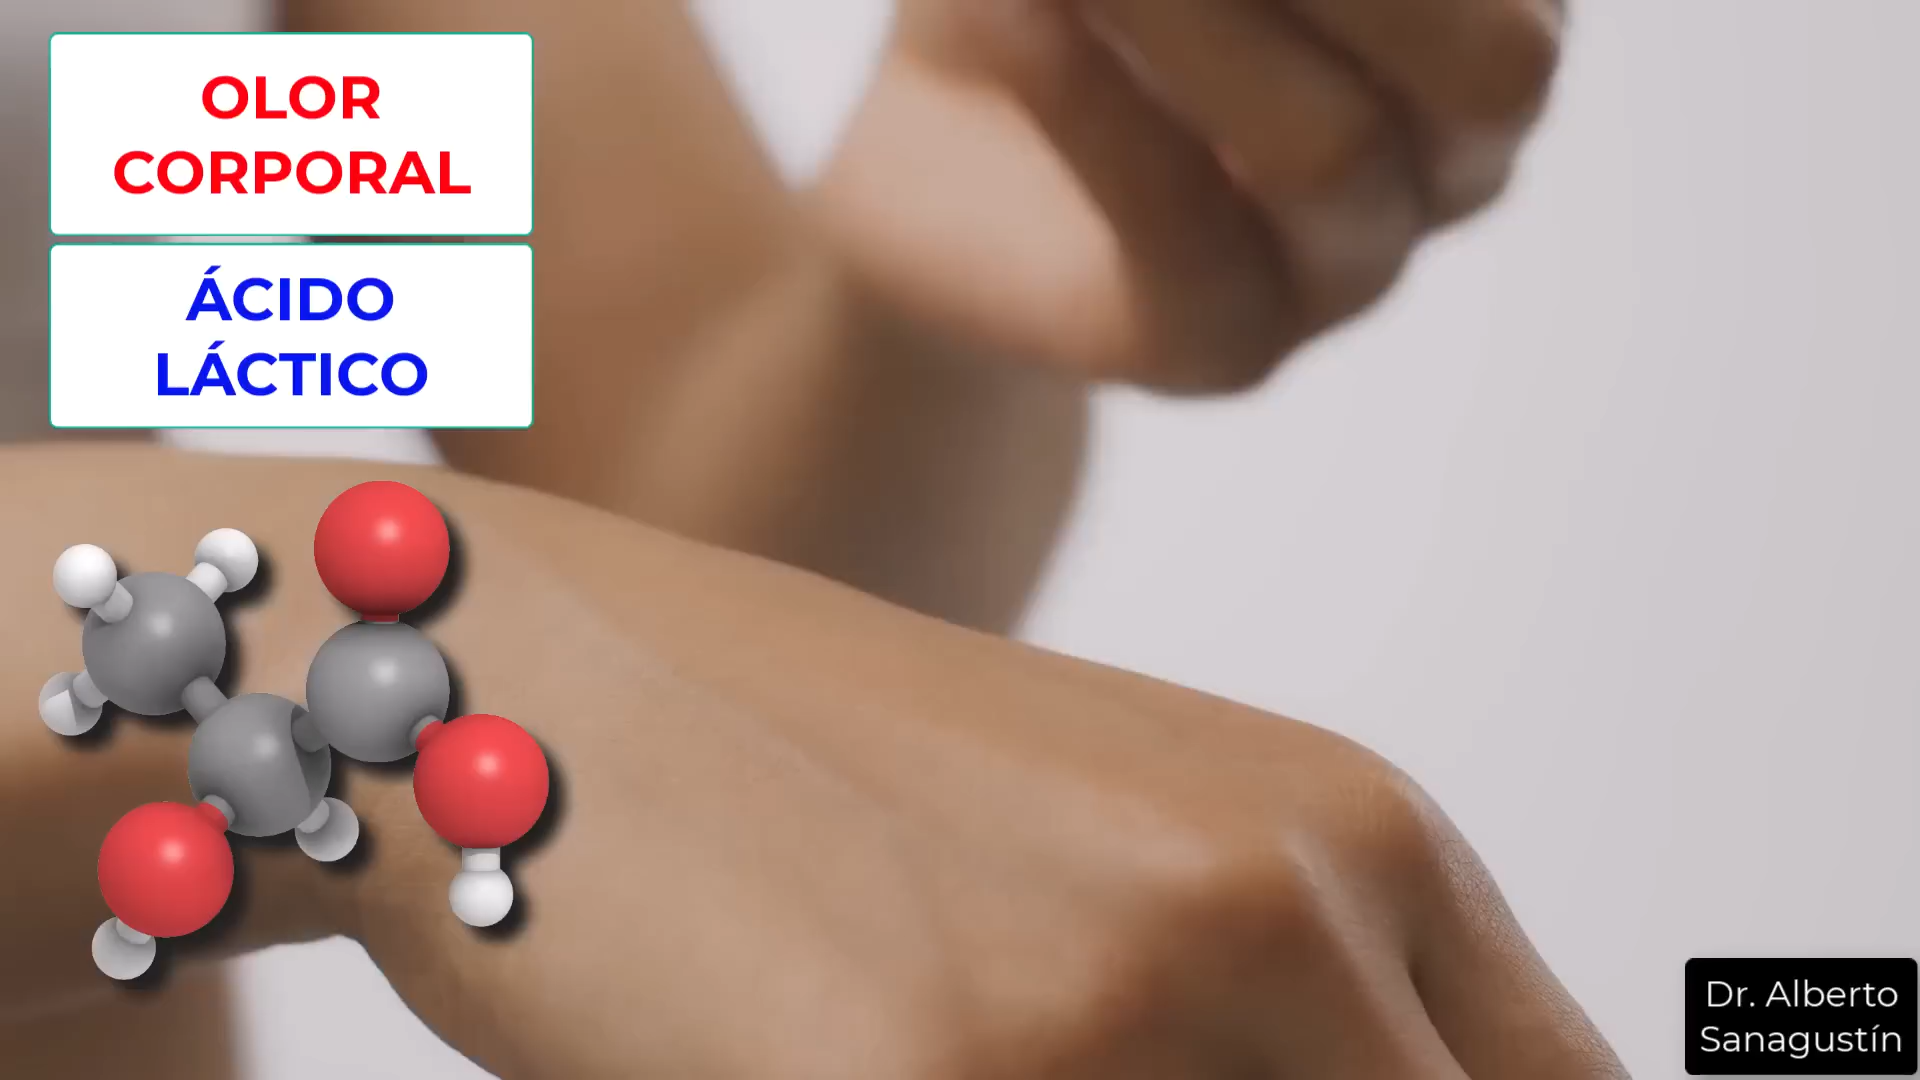 OLOR
CORPORAL
ÁCIDO
LÁCTICO
Dr. Alberto
Sanagustín